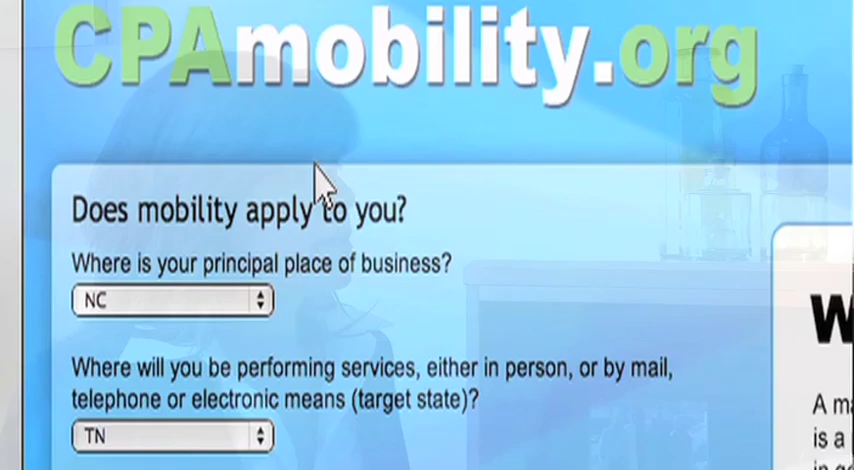 CPAmobility.org
Does mobility apply to you?
Where is your principal place of business?
NC
Where will you be performing services, either in person, or by mail,
telephone or electronic means (target state)?
TN
A
is a